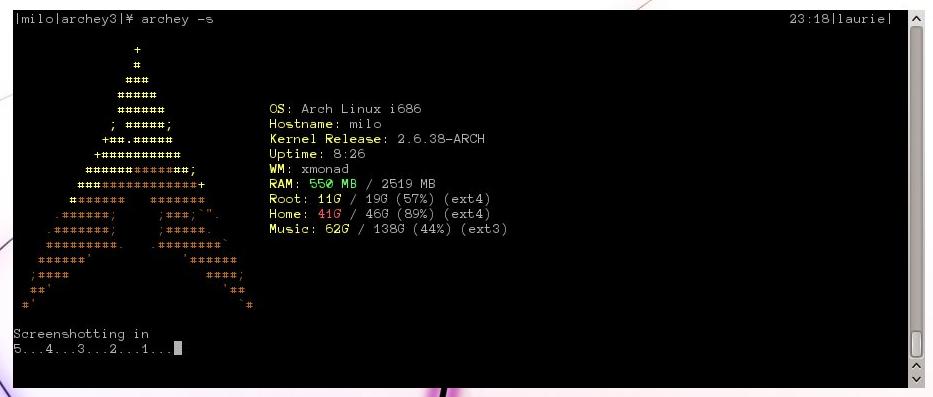 |milo|archey3|¥ archey -s 23:18|laurie|
+
#
###
#####
######
; #####;
+##.#####
+##########
#############;
###############+
####### #######
.######; ;###;`".
.#######; ;#####.
#########. .########`
######' '######
;#### ####;
##' '##
#' `#
OS: Arch Linux i686
Hostname: milo
Kernel Release: 2.6.38-ARCH
Uptime: 8:26
WM: xmonad
RAM: 550 MB / 2519 MB
Root: 11G / 19G (57%) (ext4)
Home: 41G / 46G (89%) (ext4)
Music: 62G / 138G (44%) (ext3)
Screenshotting in
5...4...3...2...1...